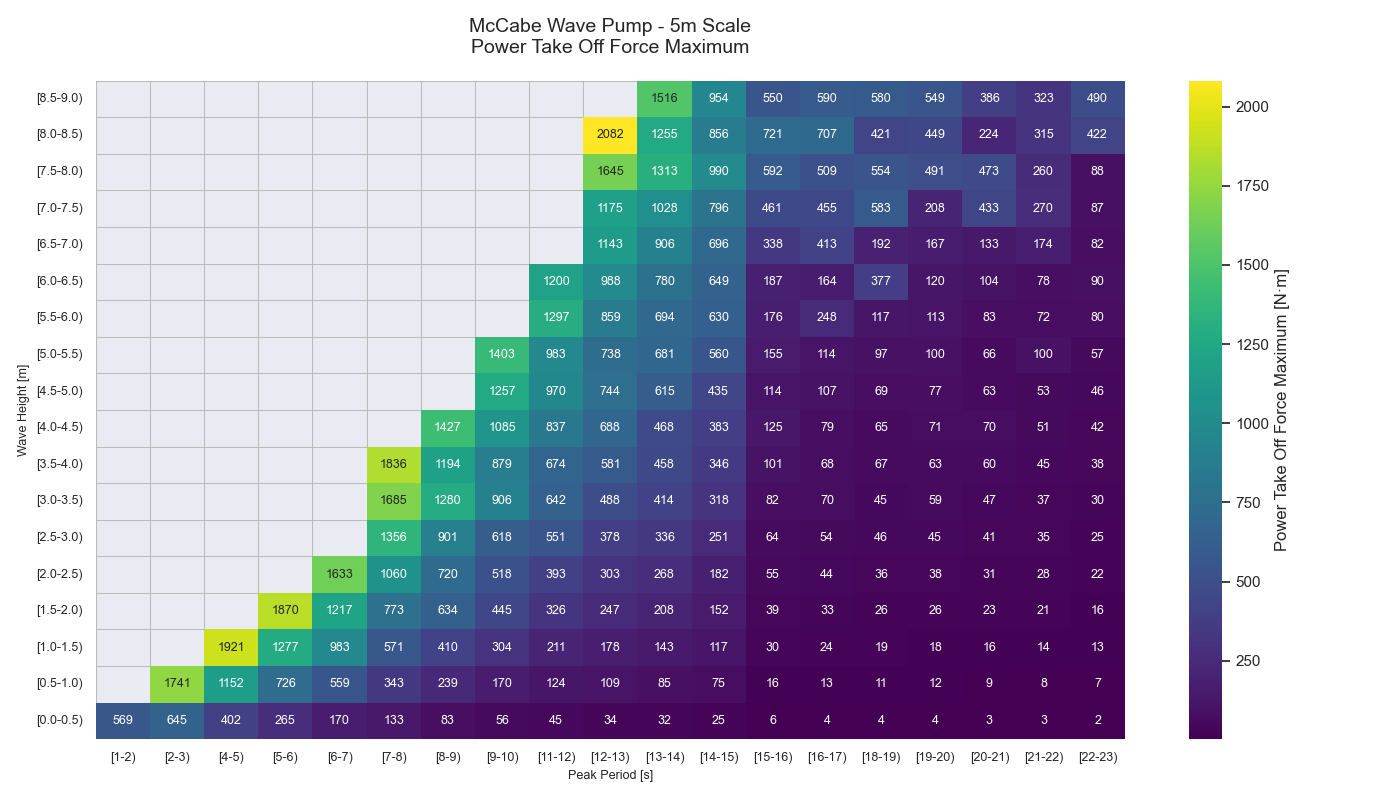 McCabe Wave Pump - 5m Scale
Power Take Off Force Maximum
[8.5-9.0) 1516 954 550 590 580 549 386 323 490
[8.0-8.5) 2082 1255 856 721 707 421 449 224 315 422
[7.5-8.0) 1645 1313 990 592 509 554 491 473 260 88
[7.0-7.5) 1175 1028 796 461 455 583 208 433 270 87
[6.5-7.0) 1143 906 696 338 413 192 167 133 174 82
[6.0-6.5) 1200 988 780 649 187 164 377 120 104 78 90
[5.5-6.0) 1297 859 694 630 176 248 117 113 83 72 80
[5.0-5.5) 1403 983 738 681 560 155 114 97 100 66 100 57
[4.5-5.0) 1257 970 744 615 435 114 107 69 77 63 53 46
[4.0-4.5) 1427 1085 837 688 468 383 125 79 65 71 70 51 42
[3.5-4.0) 1836 1194 879 674 581 458 346 101 68 67 63 60 45 38
[3.0-3.5) 1685 1280 906 642 488 414 318 82 70 45 59 47 37 30
[2.5-3.0) 1356 901 618 551 378 336 251 64 54 46 45 41 35 25
[2.0-2.5) 1633 1060 720 518 393 303 268 182 55 44 36 38 31 28 22
[1.5-2.0) 1870 1217 773 634 445 326 247 208 152 39 33 26 26 23 21 16
[1.0-1.5) 1921 1277 983 571 410 304 211 178 143 117 30 24 19 18 16 14 13
[0.5-1.0) 1741 1152 726 559 343 239 170 124 109 85 75 16 13 11 12 9 8 7
[0.0-0.5) 569 645 402 265 170 133 83 56 45 34 32 25 6 4 4 4 3 3 2
[1-2) [2-3) [4-5) [5-6) [6-7) [7-8) [8-9) [9-10) [11-12) [12-13) [13-14) [14-15) [15-16) [16-17) [18-19) [19-20) [20-21) [21-22) [22-23)
Peak Period [s]
Wave Height [m]
2000
1750
1500
1250
1000
750
500
250
Power Take Off Force Maximum [N·m]